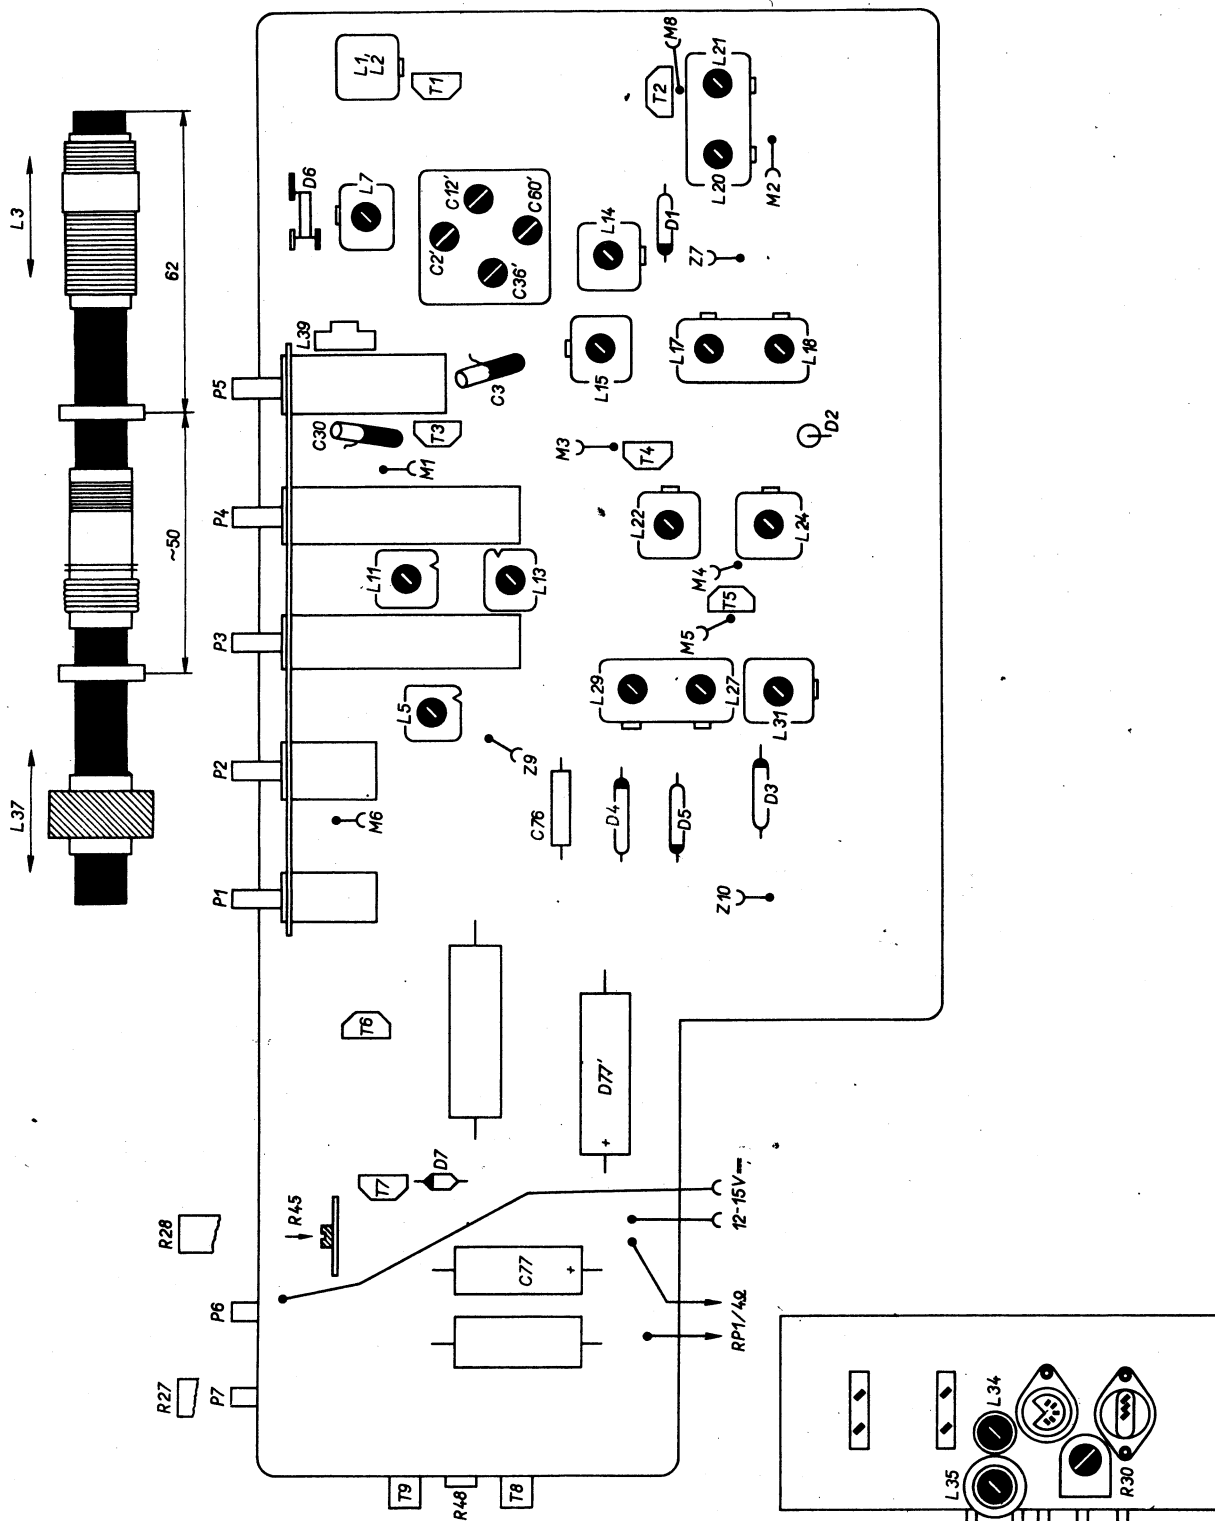 L3
62
~50
L37
L1,
L2
T1
M8
T2
L21
L20
M2
D6
L7
C12'
C2'
C60'
C36'
L14
D1
Z7
L39
P5
C30
T3
M1
C3
L15
L17
L18
D2
M3
T4
P4
L11
L13
L22
L24
M4
T5
M5
P3
L5
L29
L27
L31
P2
Z9
M6
C76
D4
D5
D3
P1
Z10
T6
D77'
+
R28
R45
T7
D7
12-15V
C77
+
P6
RP1/4Ω
R27
P7
T9
R48
T8
L34
L35
R30